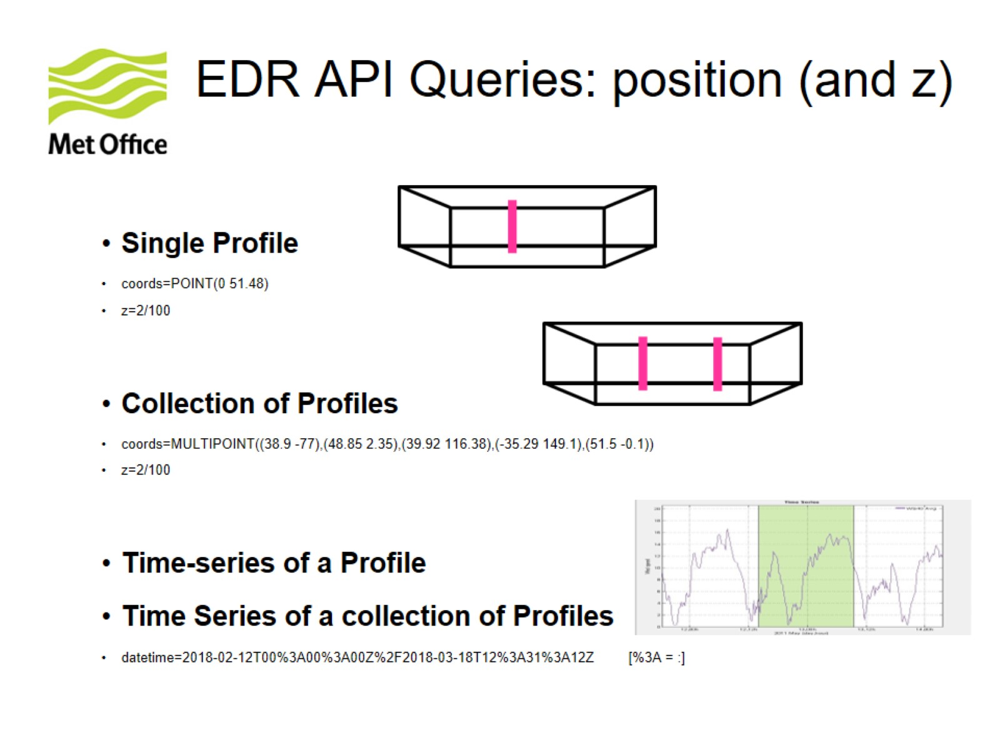 EDR API Queries: position (and z)
Met Office
• Single Profile
• coords=POINT(0 51.48)
• z=2/100
• Collection of Profiles
• coords=MULTIPOINT((38.9 -77),(48.85 2.35),(39.92 116.38),(-35.29 149.1),(51.5 -0.1))
• z=2/100
Time Series
• Time-series of a Profile
• Time Series of a collection of Profiles
• datetime=2018-02-12T00%3A00%3A00Z%2F2018-03-18T12%3A31%3A12Z [%3A = :]